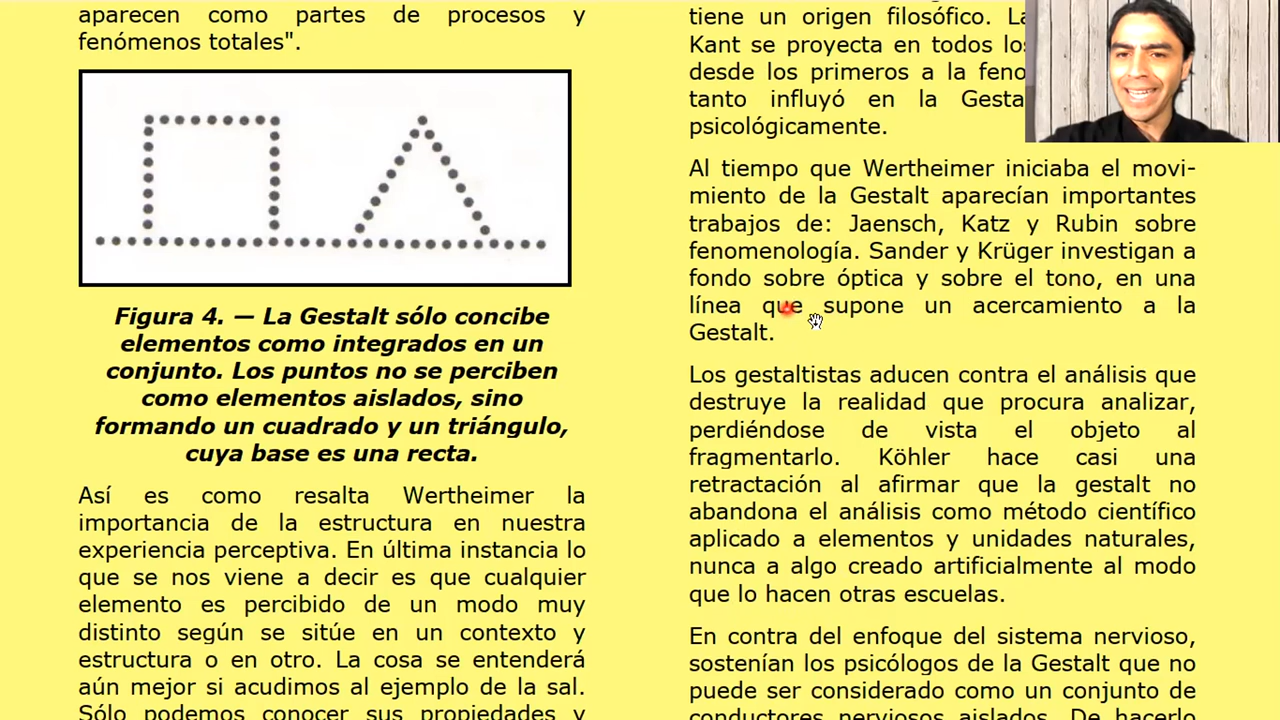 aparecen como partes de procesos y
fenómenos totales".
Figura 4. — La Gestalt sólo concibe
elementos como integrados en un
conjunto. Los puntos no se perciben
como elementos aislados, sino
formando un cuadrado y un triángulo,
cuya base es una recta.
Así es como resalta Wertheimer la
importancia de la estructura en nuestra
experiencia perceptiva. En última instancia lo
que se nos viene a decir es que cualquier
elemento es percibido de un modo muy
distinto según se sitúe en un contexto y
estructura o en otro. La cosa se entenderá
aún mejor si acudimos al ejemplo de la sal.
Sólo podemos conocer sus propiedades y
tiene un origen filosófico.
Kant se proyecta en todos
desde los primeros a la
tanto influyó en la
psicológicamente.
Al tiempo que Wertheimer iniciaba el movi-
miento de la Gestalt aparecían importantes
trabajos de: Jaensch, Katz y Rubin sobre
fenomenología. Sander y Krüger investigan a
fondo sobre óptica y sobre el tono, en una
línea que supone un acercamiento a la
Gestalt.
Los gestaltistas aducen contra el análisis que
destruye la realidad que procura analizar,
perdiéndose de vista el objeto al
fragmentarlo. Köhler hace casi una
retractación al afirmar que la gestalt no
abandona el análisis como método científico
aplicado a elementos y unidades naturales,
nunca a algo creado artificialmente al modo
que lo hacen otras escuelas.
En contra del enfoque del sistema nervioso,
sostenían los psicólogos de la Gestalt que no
puede ser considerado como un conjunto de
conductores nerviosos aislados. De hacerlo